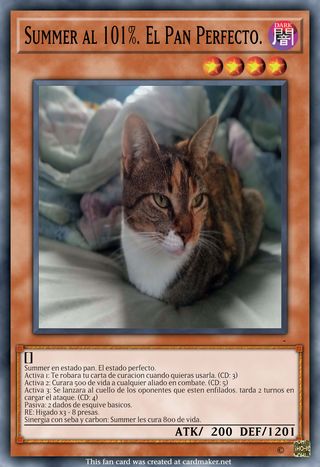 SUMMER AL 101%. EL PAN PERFECTO.
DARK
闇
[]
Summer en estado pan. El estado perfecto.
Activa 1: Te robara tu carta de curacion cuando quieras usarla. (CD: 3)
Activa 2: Curara 500 de vida a cualquier aliado en combate. (CD: 5)
Activa 3: Se lanzara al cuello de los oponentes que esten enfilados. tarda 2 turnos en
cargar el ataque. (CD: 4)
Pasiva: 2 dados de esquive basicos.
RE: Higado x3 - 8 presas.
Sinergia con seba y carbon: Summer les cura 800 de vida.
ATK/ 200 DEF/1201
This fan card was created at cardmaker.net